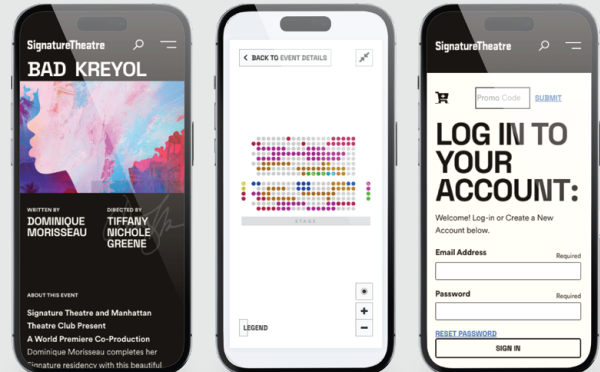 SignatureTheatre
BAD KREYOL
WRITTEN BY
DOMINIQUE
MORISSEAU
DIRECTED BY
TIFFANY
NICHOLE
GREENE
ABOUT THIS EVENT
Signature Theatre and Manhattan
Theatre Club Present
A World Premiere Co-Production
Dominique Morisseau completes her
Signature residency with this beautiful
BACK TO EVENT DETAILS
STAGE
LEGEND
SignatureTheatre
Promo Code
SUBMIT
LOG IN TO
YOUR
ACCOUNT:
Welcome! Log-in or Create a New
Account below.
Email Address
Required
Password
Required
RESET PASSWORD
SIGN IN